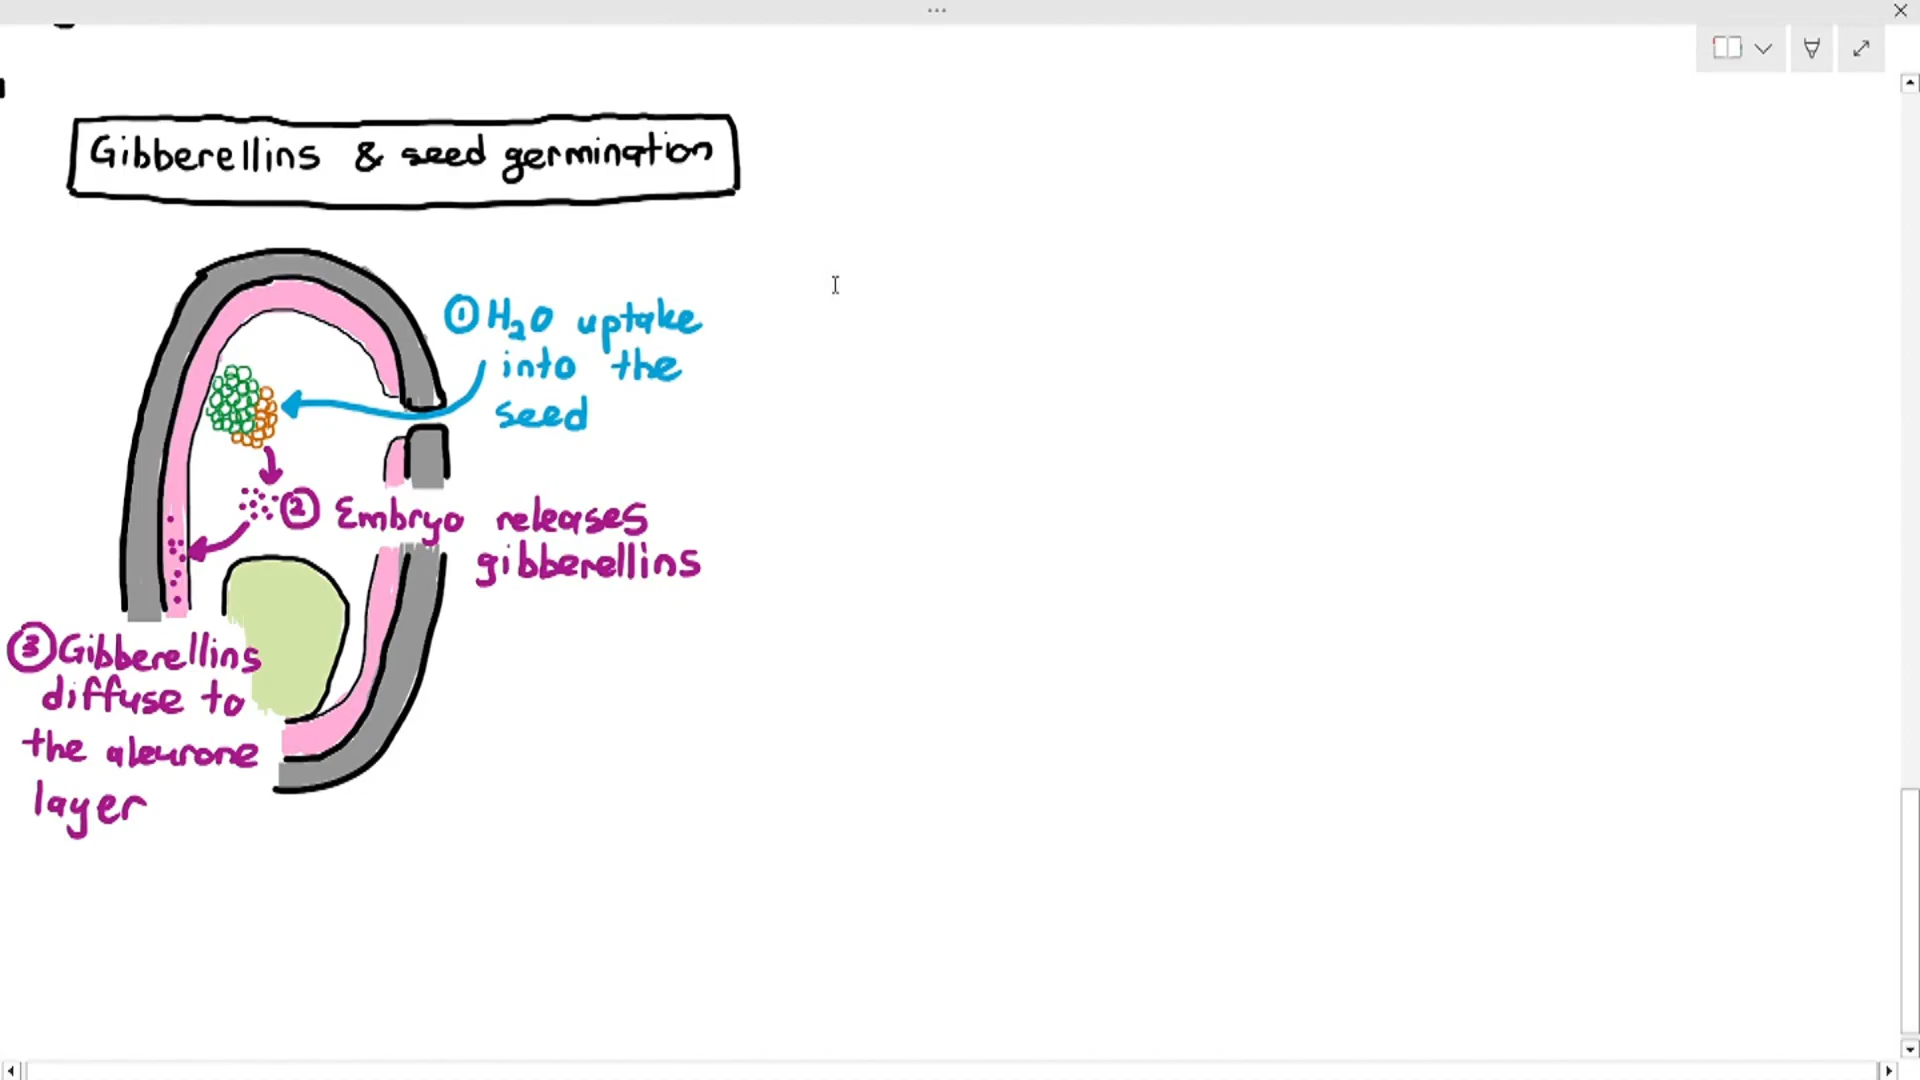 Gibberellins & seed germination
① H₂O uptake
into the
seed
② Embryo releases
gibberellins
③ Gibberellins
diffuse to
the aleurone
layer